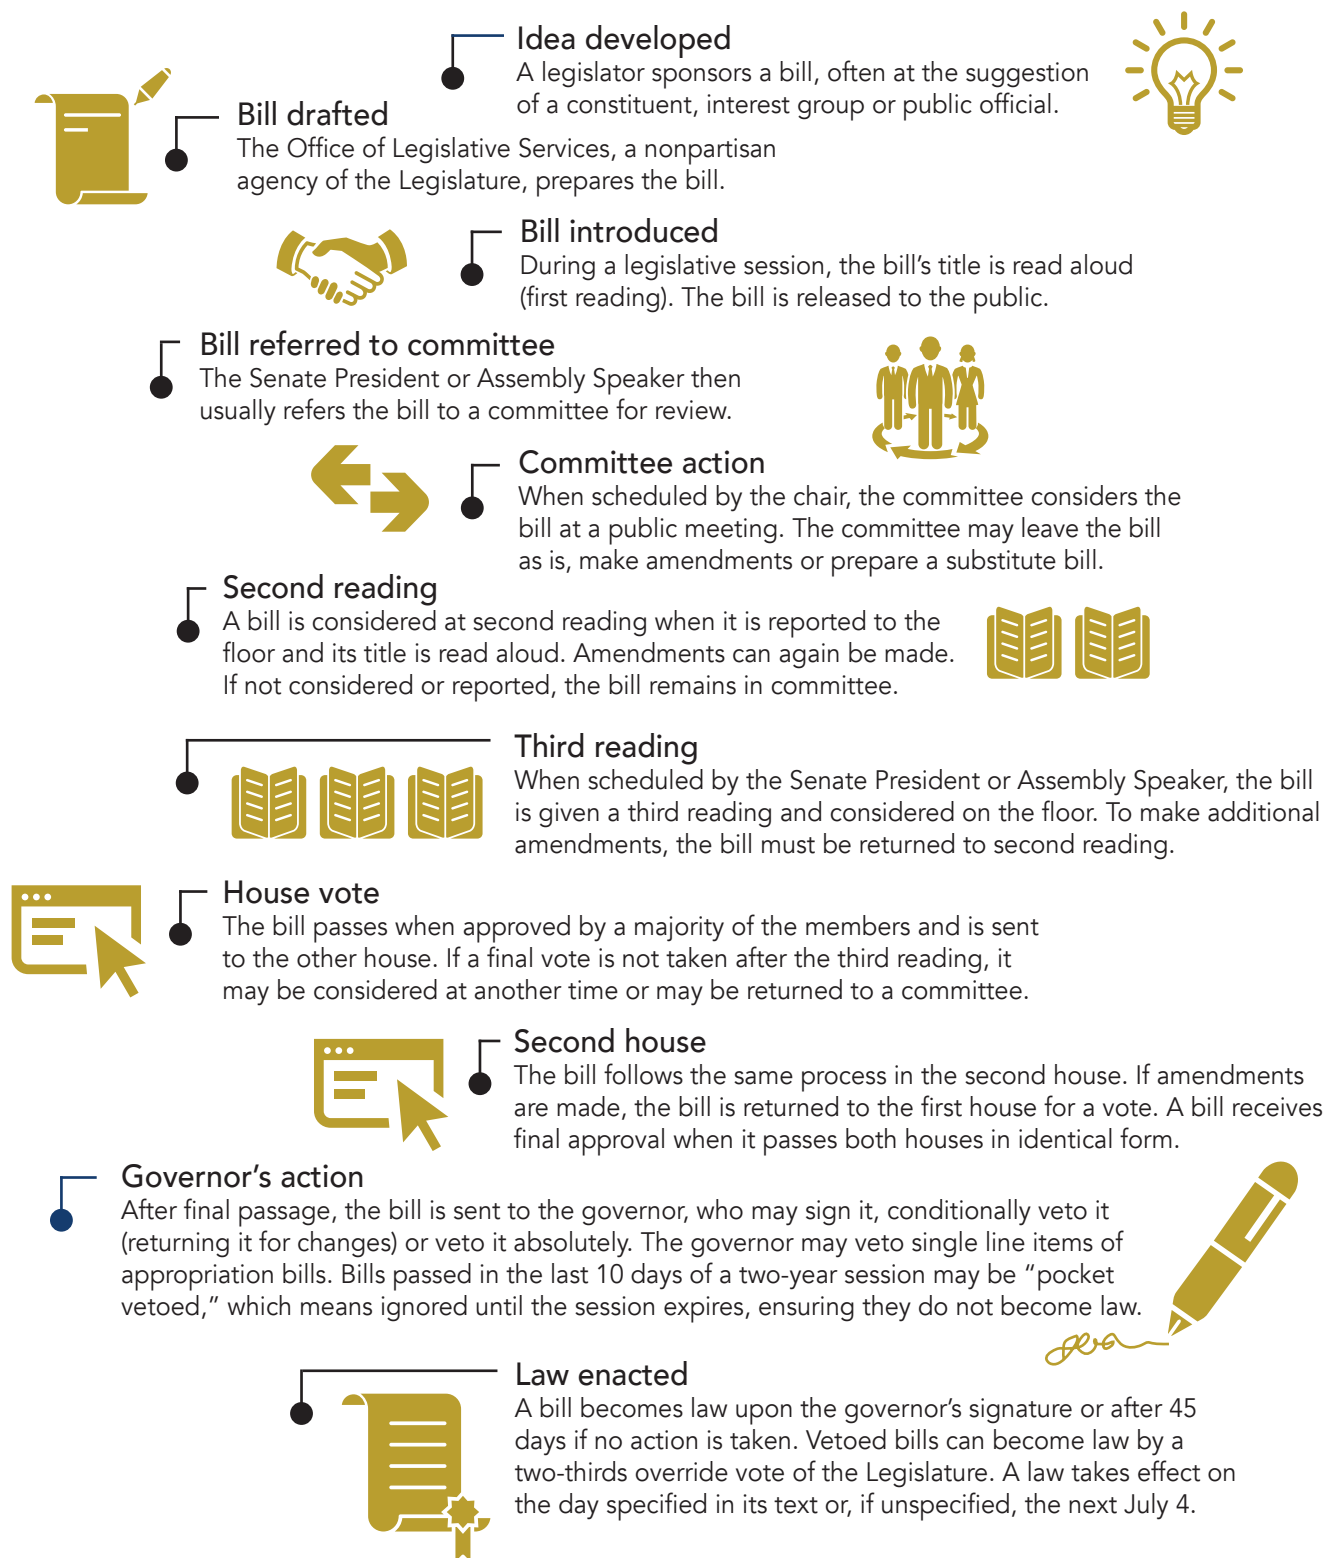 Idea developed
A legislator sponsors a bill, often at the suggestion
of a constituent, interest group or public official.
Bill drafted
The Office of Legislative Services, a nonpartisan
agency of the Legislature, prepares the bill.
Bill introduced
During a legislative session, the bill’s title is read aloud
(first reading). The bill is released to the public.
Bill referred to committee
The Senate President or Assembly Speaker then
usually refers the bill to a committee for review.
Committee action
When scheduled by the chair, the committee considers the
bill at a public meeting. The committee may leave the bill
as is, make amendments or prepare a substitute bill.
Second reading
A bill is considered at second reading when it is reported to the
floor and its title is read aloud. Amendments can again be made.
If not considered or reported, the bill remains in committee.
Third reading
When scheduled by the Senate President or Assembly Speaker, the bill
is given a third reading and considered on the floor. To make additional
amendments, the bill must be returned to second reading.
House vote
The bill passes when approved by a majority of the members and is sent
to the other house. If a final vote is not taken after the third reading, it
may be considered at another time or may be returned to a committee.
Second house
The bill follows the same process in the second house. If amendments
are made, the bill is returned to the first house for a vote. A bill receives
final approval when it passes both houses in identical form.
Governor’s action
After final passage, the bill is sent to the governor, who may sign it, conditionally veto it
(returning it for changes) or veto it absolutely. The governor may veto single line items of
appropriation bills. Bills passed in the last 10 days of a two-year session may be “pocket
vetoed,” which means ignored until the session expires, ensuring they do not become law.
Law enacted
A bill becomes law upon the governor’s signature or after 45
days if no action is taken. Vetoed bills can become law by a
two-thirds override vote of the Legislature. A law takes effect on
the day specified in its text or, if unspecified, the next July 4.